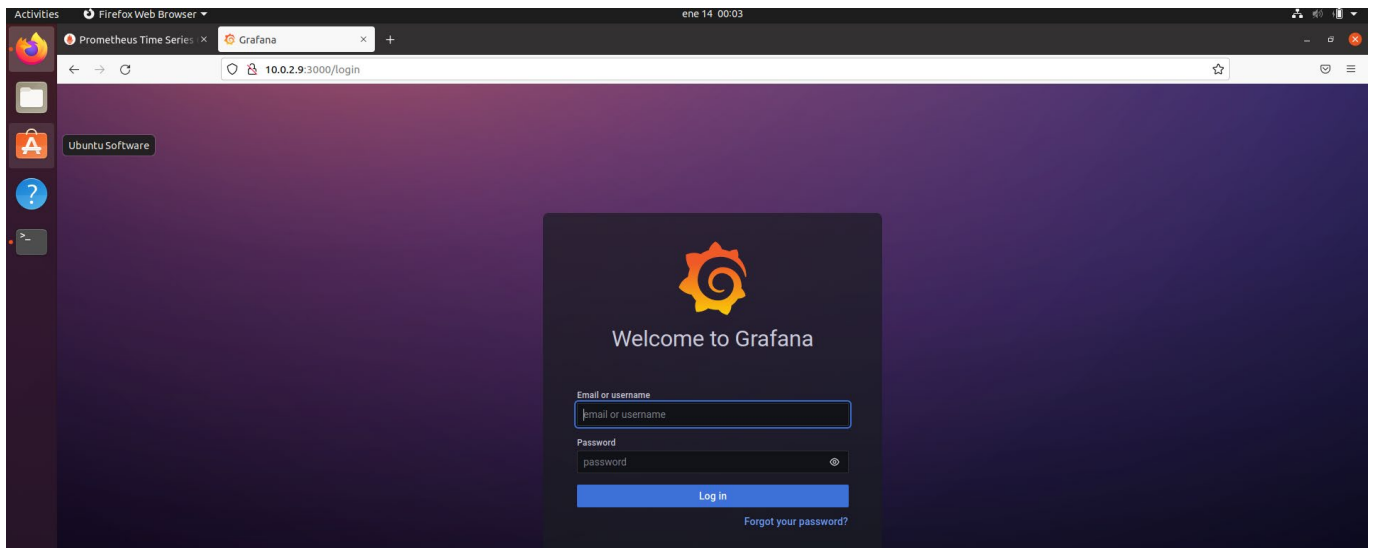 Activities Firefox Web Browser ene 14 00:03
Prometheus Time Series Grafana
10.0.2.9:3000/login
Ubuntu Software
Welcome to Grafana
Email or username
email or username
Password
password
Log in
Forgot your password?